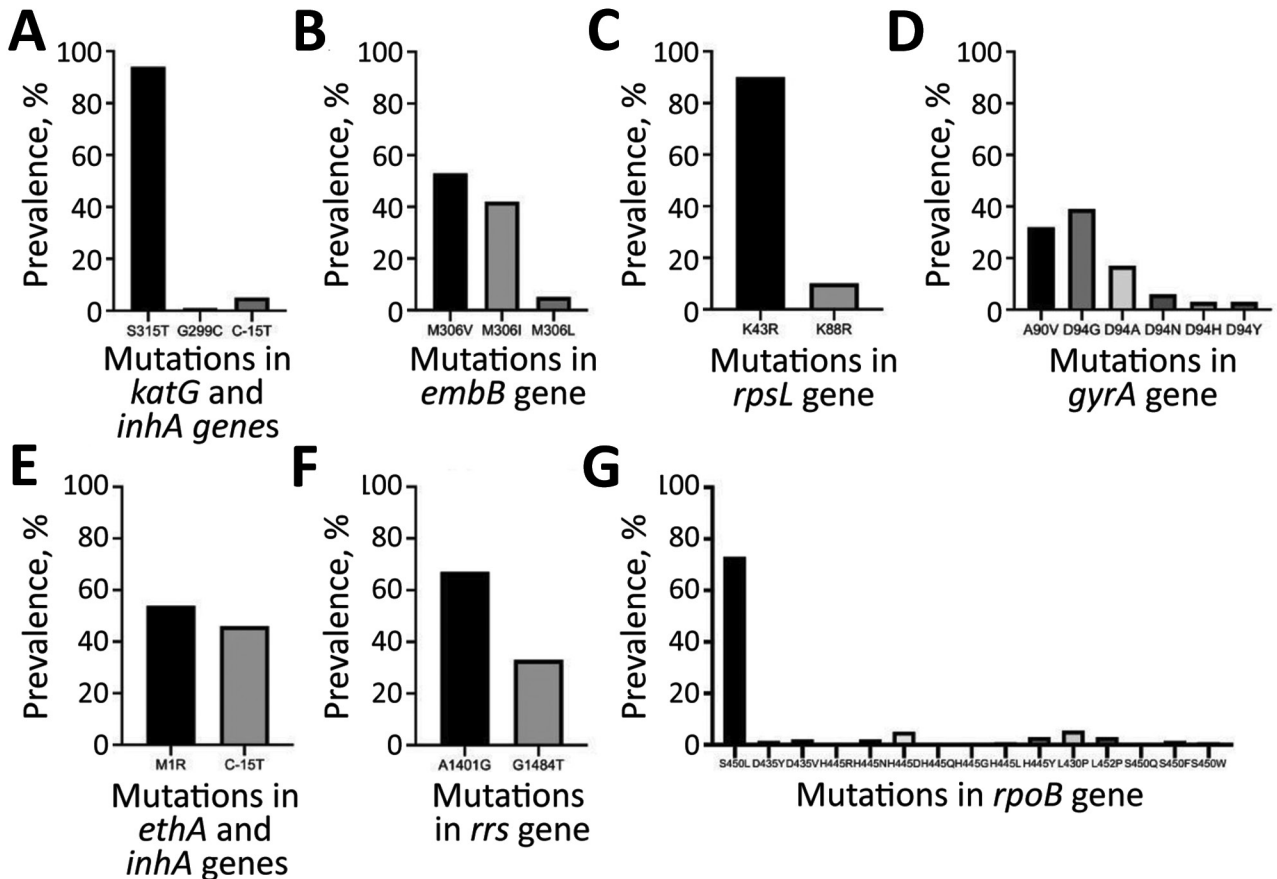 A
Prevalence, %
100
80
60
40
20
0
S315T G299C C-15T
Mutations in
katG and
inhA genes
B
Prevalence, %
100
80
60
40
20
0
M306V M306I M306L
Mutations in
embB gene
C
Prevalence, %
100
80
60
40
20
0
K43R K88R
Mutations in
rpsL gene
D
Prevalence, %
100
80
60
40
20
0
A90V D94G D94A D94N D94H D94Y
Mutations in
gyrA gene
E
Prevalence, %
100
80
60
40
20
0
M1R C-15T
Mutations in
ethA and
inhA genes
F
Prevalence, %
100
80
60
40
20
0
A1401G G1484T
Mutations
in rrs gene
G
Prevalence, %
100
80
60
40
20
0
S450L D435Y D435V H445R H445N H445D H445Q H445G H445L H445Y L430P L452P S450Q S450F S450W
Mutations in rpoB gene